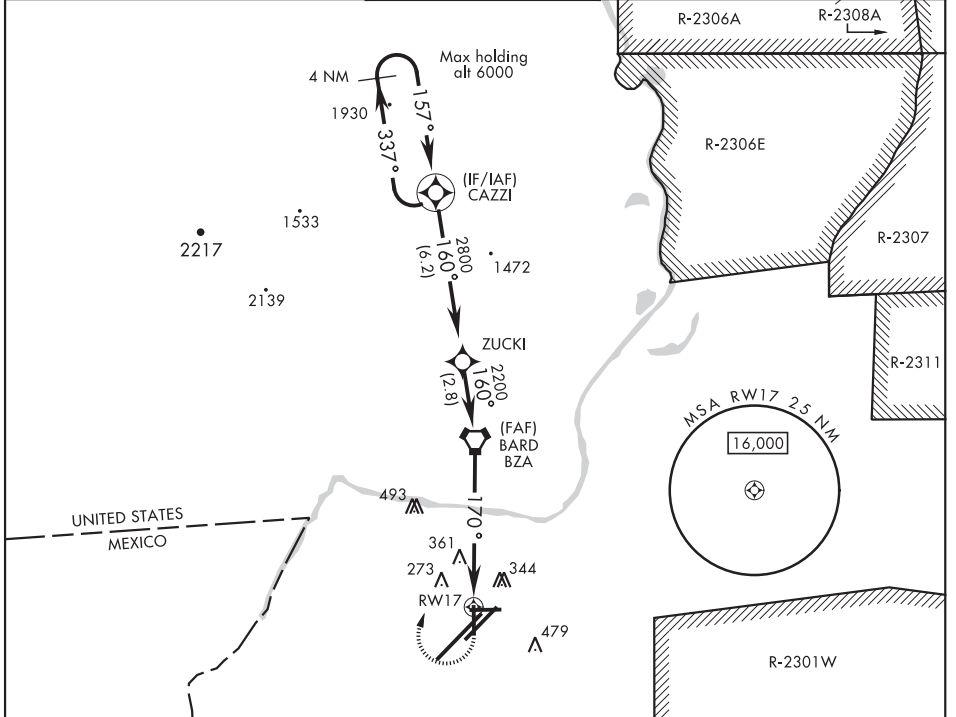 R-2306A
R-2308A
Max holding
alt 6000
4 NM
1930
157°
337°
R-2306E
(IF/IAF)
CAZZI
1533
2217
2800
160°
(6.2)
1472
R-2307
2139
ZUCKI
2200
160°
(2.8)
R-2311
MSA RW17 25 NM
16,000
(FAF)
BARD
BZA
493
170°
UNITED STATES
MEXICO
361
273
344
RW17
479
R-2301W